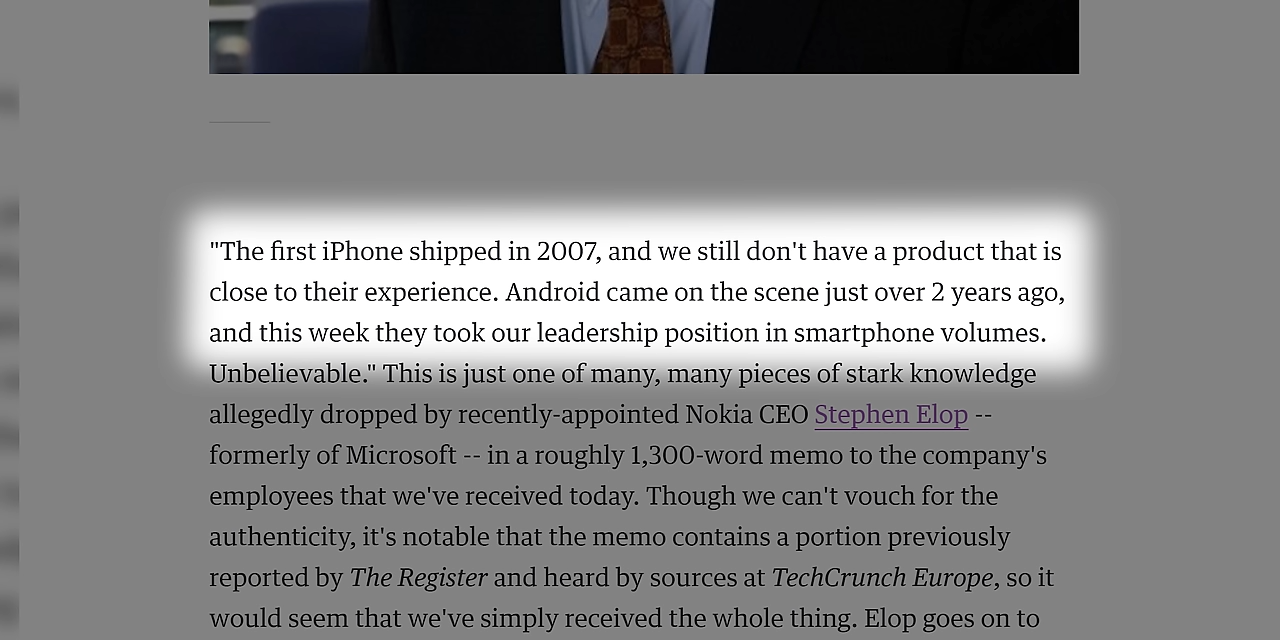 "The first iPhone shipped in 2007, and we still don't have a product that is
close to their experience. Android came on the scene just over 2 years ago,
and this week they took our leadership position in smartphone volumes.
Unbelievable." This is just one of many, many pieces of stark knowledge
allegedly dropped by recently-appointed Nokia CEO Stephen Elop --
formerly of Microsoft -- in a roughly 1,300-word memo to the company's
employees that we've received today. Though we can't vouch for the
authenticity, it's notable that the memo contains a portion previously
reported by The Register and heard by sources at TechCrunch Europe, so it
would seem that we've simply received the whole thing. Elop goes on to